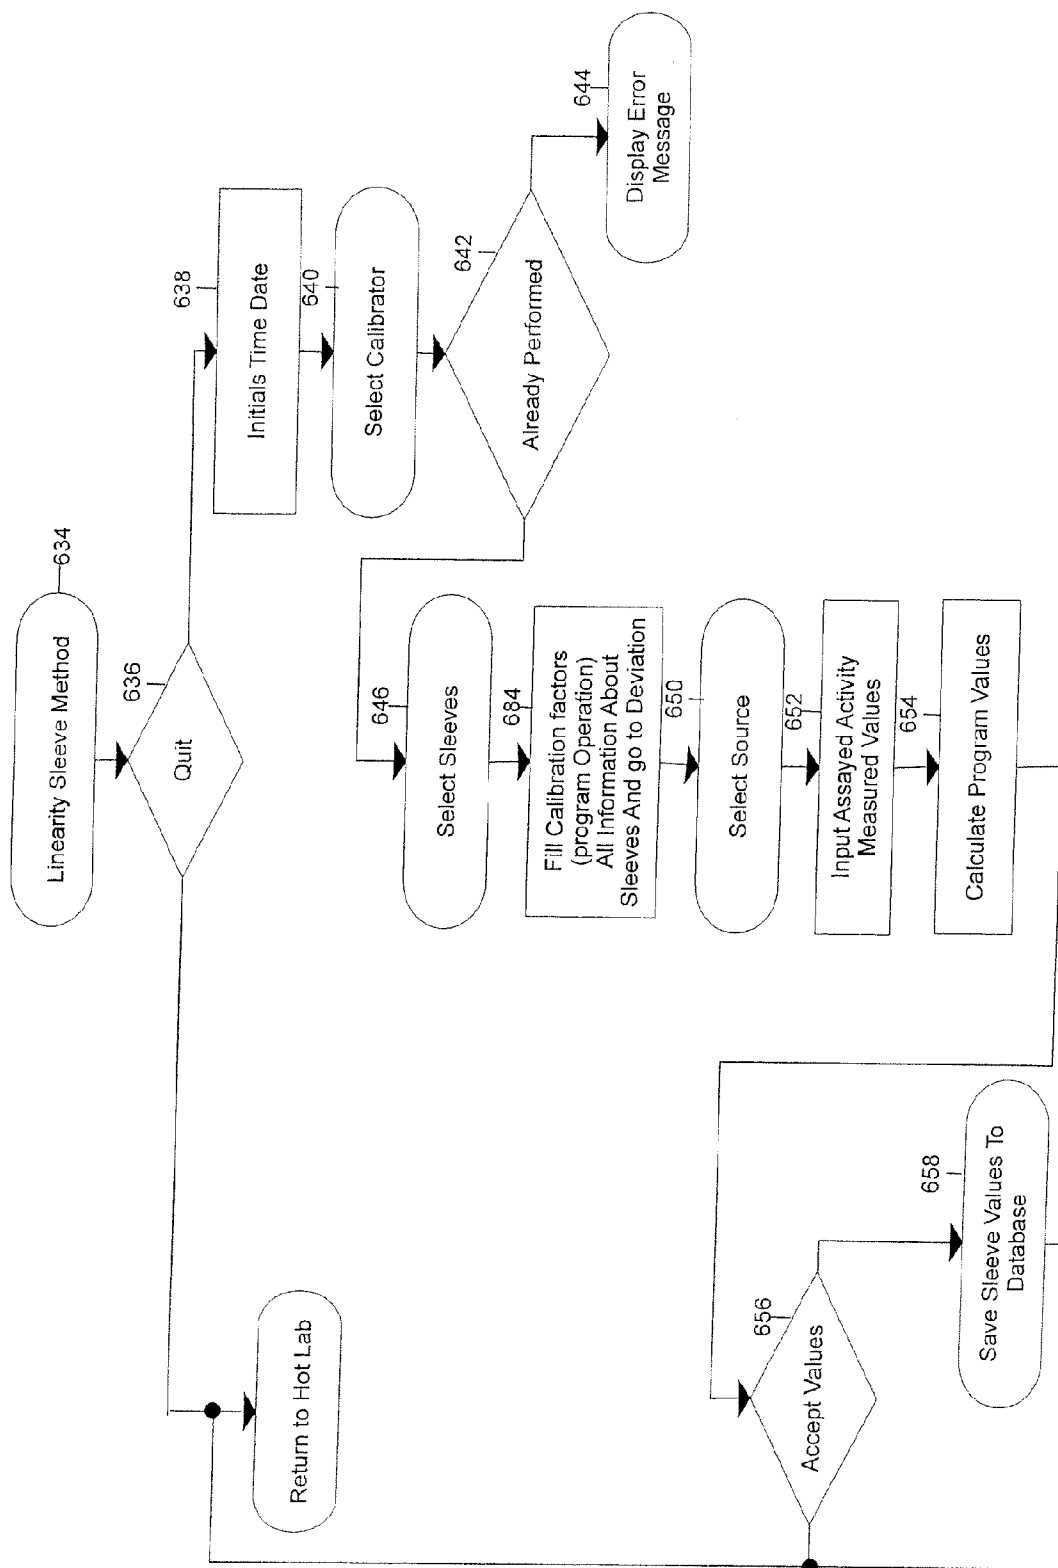 Linearity Sleeve Method
634
Quit
636
Initials Time Date
638
Select Calibrator
640
Already Performed
642
Display Error
Message
644
Select Sleeves
646
Fill Calibration factors
(program Operation)
All Information About
Sleeves And go to Deviation
684
Select Source
650
Input Assayed Activity
Measured Values
652
Calculate Program Values
654
Return to Hot Lab
Accept Values
656
Save Sleeve Values To
Database
658